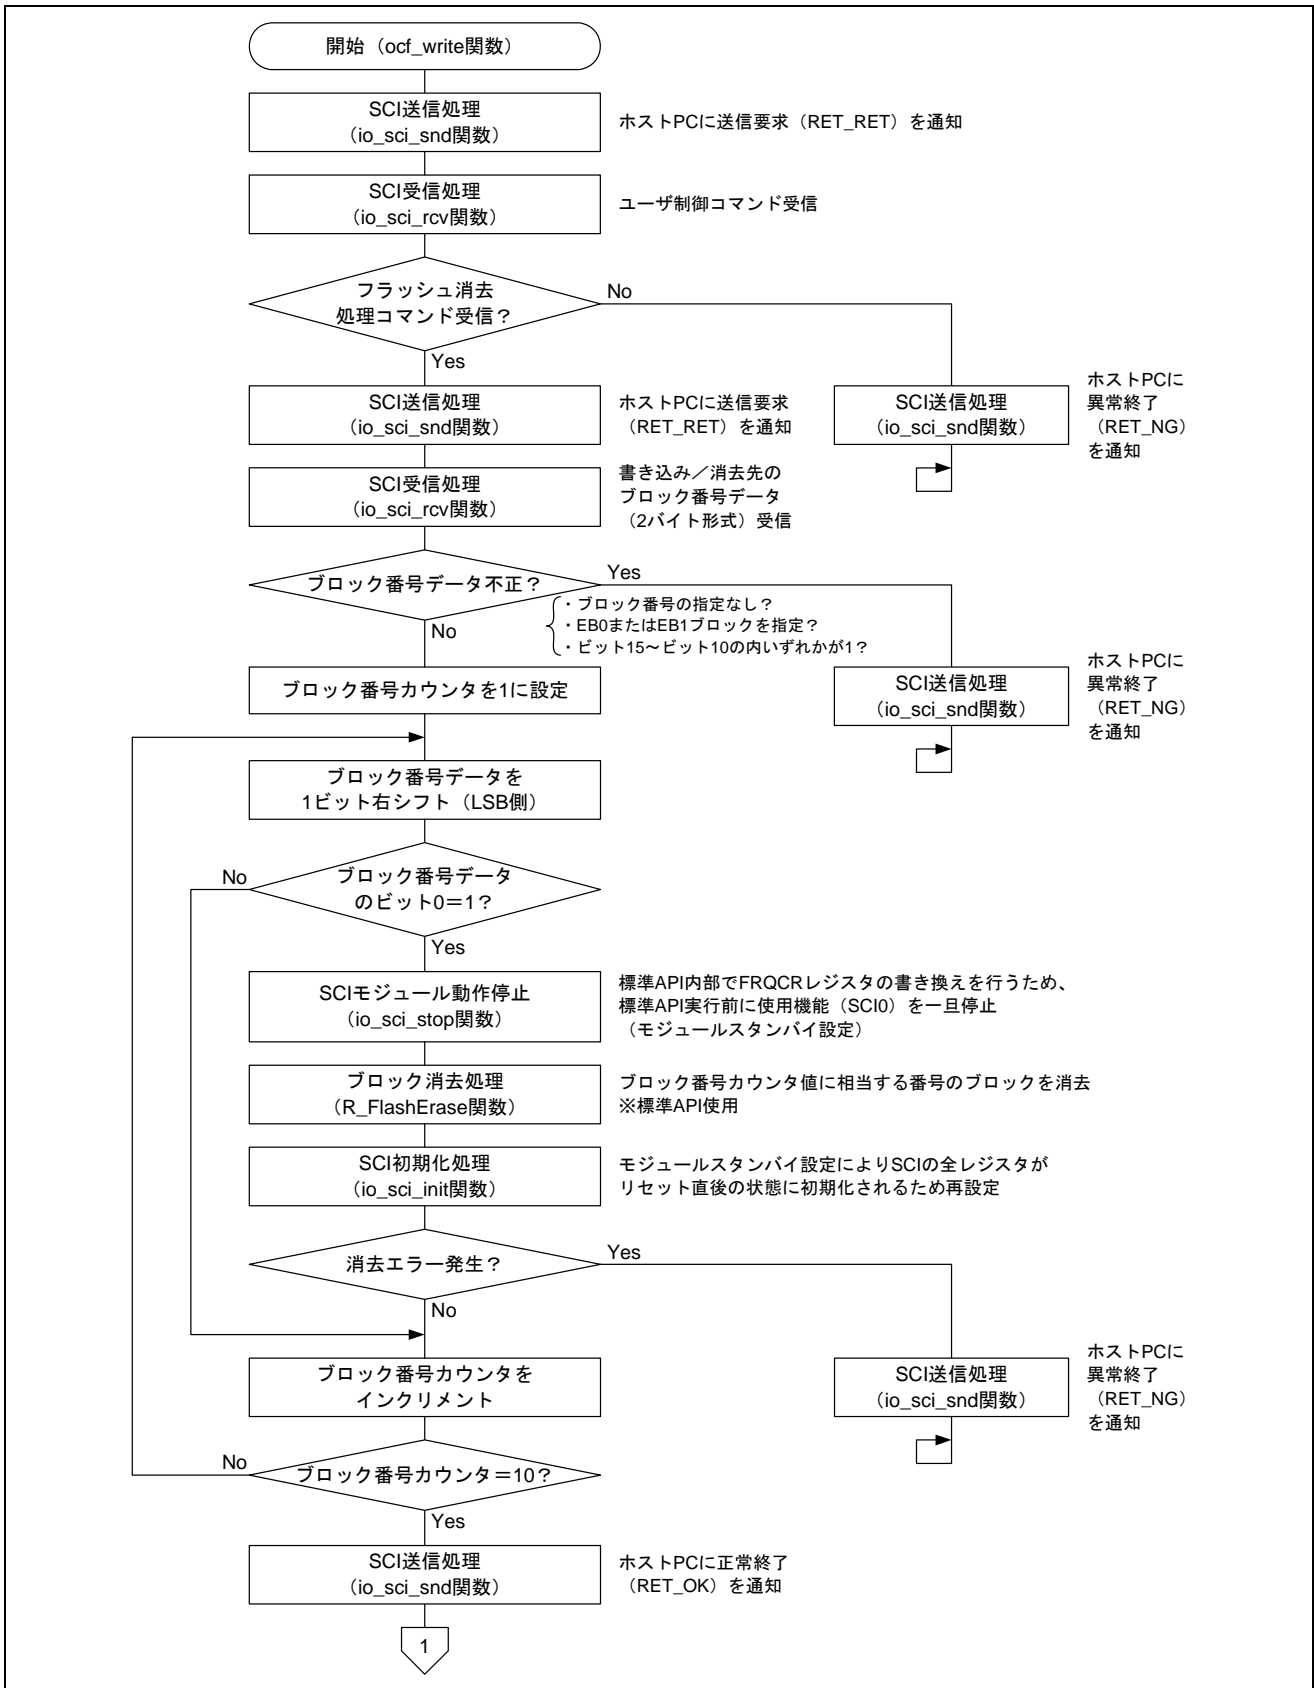 開始（ocf_write関数）
SCI送信処理
（io_sci_snd関数）
ホストPCに送信要求（RET_RET）を通知
SCI受信処理
（io_sci_rcv関数）
ユーザ制御コマンド受信
フラッシュ消去
処理コマンド受信？
No
Yes
SCI送信処理
（io_sci_snd関数）
ホストPCに送信要求
（RET_RET）を通知
SCI送信処理
（io_sci_snd関数）
ホストPCに
異常終了
（RET_NG）
を通知
SCI受信処理
（io_sci_rcv関数）
書き込み／消去先の
ブロック番号データ
（2バイト形式）受信
ブロック番号データ不正？
Yes
No
・ブロック番号の指定なし？
・EB0またはEB1ブロックを指定？
・ビット15～ビット10の内いずれかが1？
ブロック番号カウンタを1に設定
SCI送信処理
（io_sci_snd関数）
ホストPCに
異常終了
（RET_NG）
を通知
ブロック番号データを
1ビット右シフト（LSB側）
ブロック番号データ
のビット0＝1？
No
Yes
SCIモジュール動作停止
（io_sci_stop関数）
標準API内部でFRQCRレジスタの書き換えを行うため、
標準API実行前に使用機能（SCI0）を一旦停止
（モジュールスタンバイ設定）
ブロック消去処理
（R_FlashErase関数）
ブロック番号カウンタ値に相当する番号のブロックを消去
※標準API使用
SCI初期化処理
（io_sci_init関数）
モジュールスタンバイ設定によりSCIの全レジスタが
リセット直後の状態に初期化されるため再設定
消去エラー発生？
Yes
No
ブロック番号カウンタを
インクリメント
SCI送信処理
（io_sci_snd関数）
ホストPCに
異常終了
（RET_NG）
を通知
ブロック番号カウンタ＝10？
No
Yes
SCI送信処理
（io_sci_snd関数）
ホストPCに正常終了
（RET_OK）を通知
1